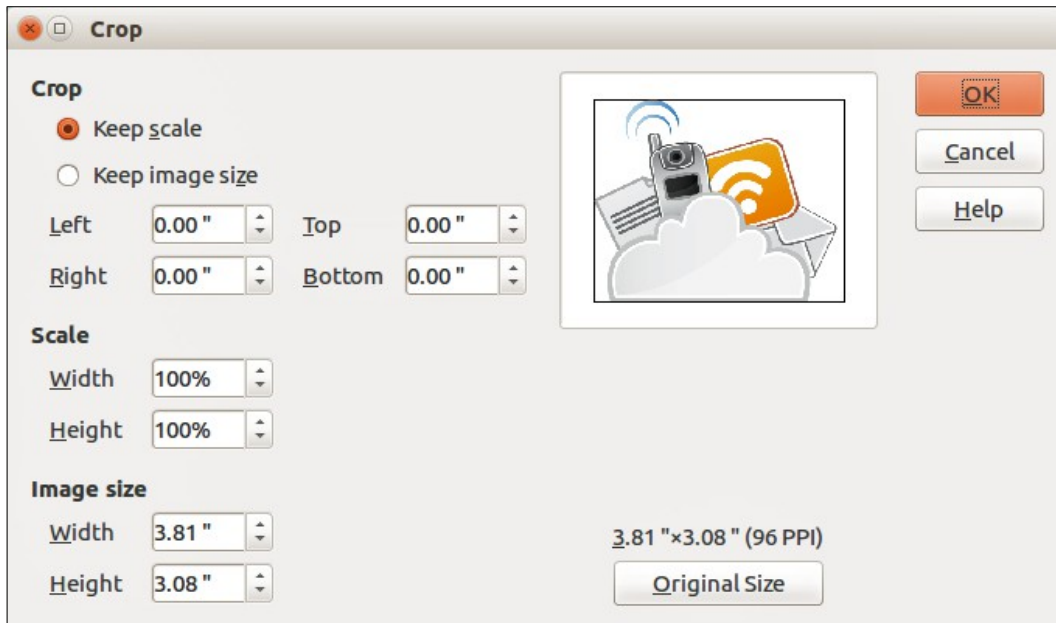 Crop
Crop
Keep scale
Keep image size
Left 0.00 " Top 0.00 "
Right 0.00 " Bottom 0.00 "
Scale
Width 100%
Height 100%
Image size
Width 3.81 "
Height 3.08 "
OK
Cancel
Help
3.81 "×3.08 " (96 PPI)
Original Size